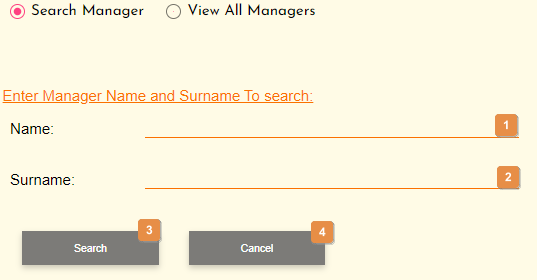 Search Manager View All Managers
Enter Manager Name and Surname To search:
Name: 1
Surname: 2
Search 3 Cancel 4